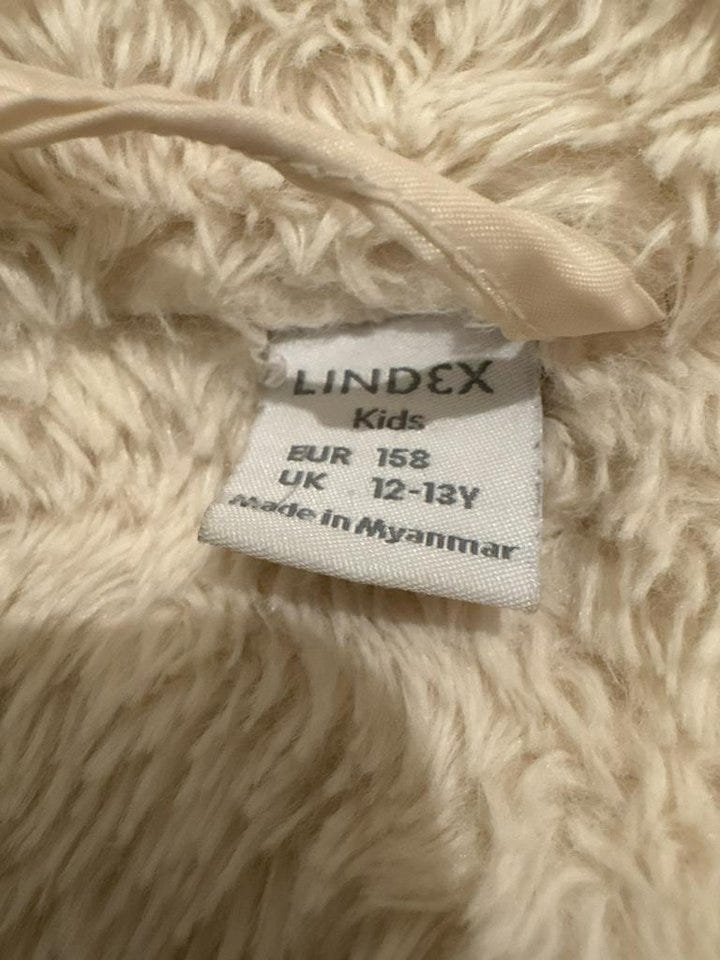 LINDEX
Kids
EUR 158
UK 12-13Y
Made in Myanmar